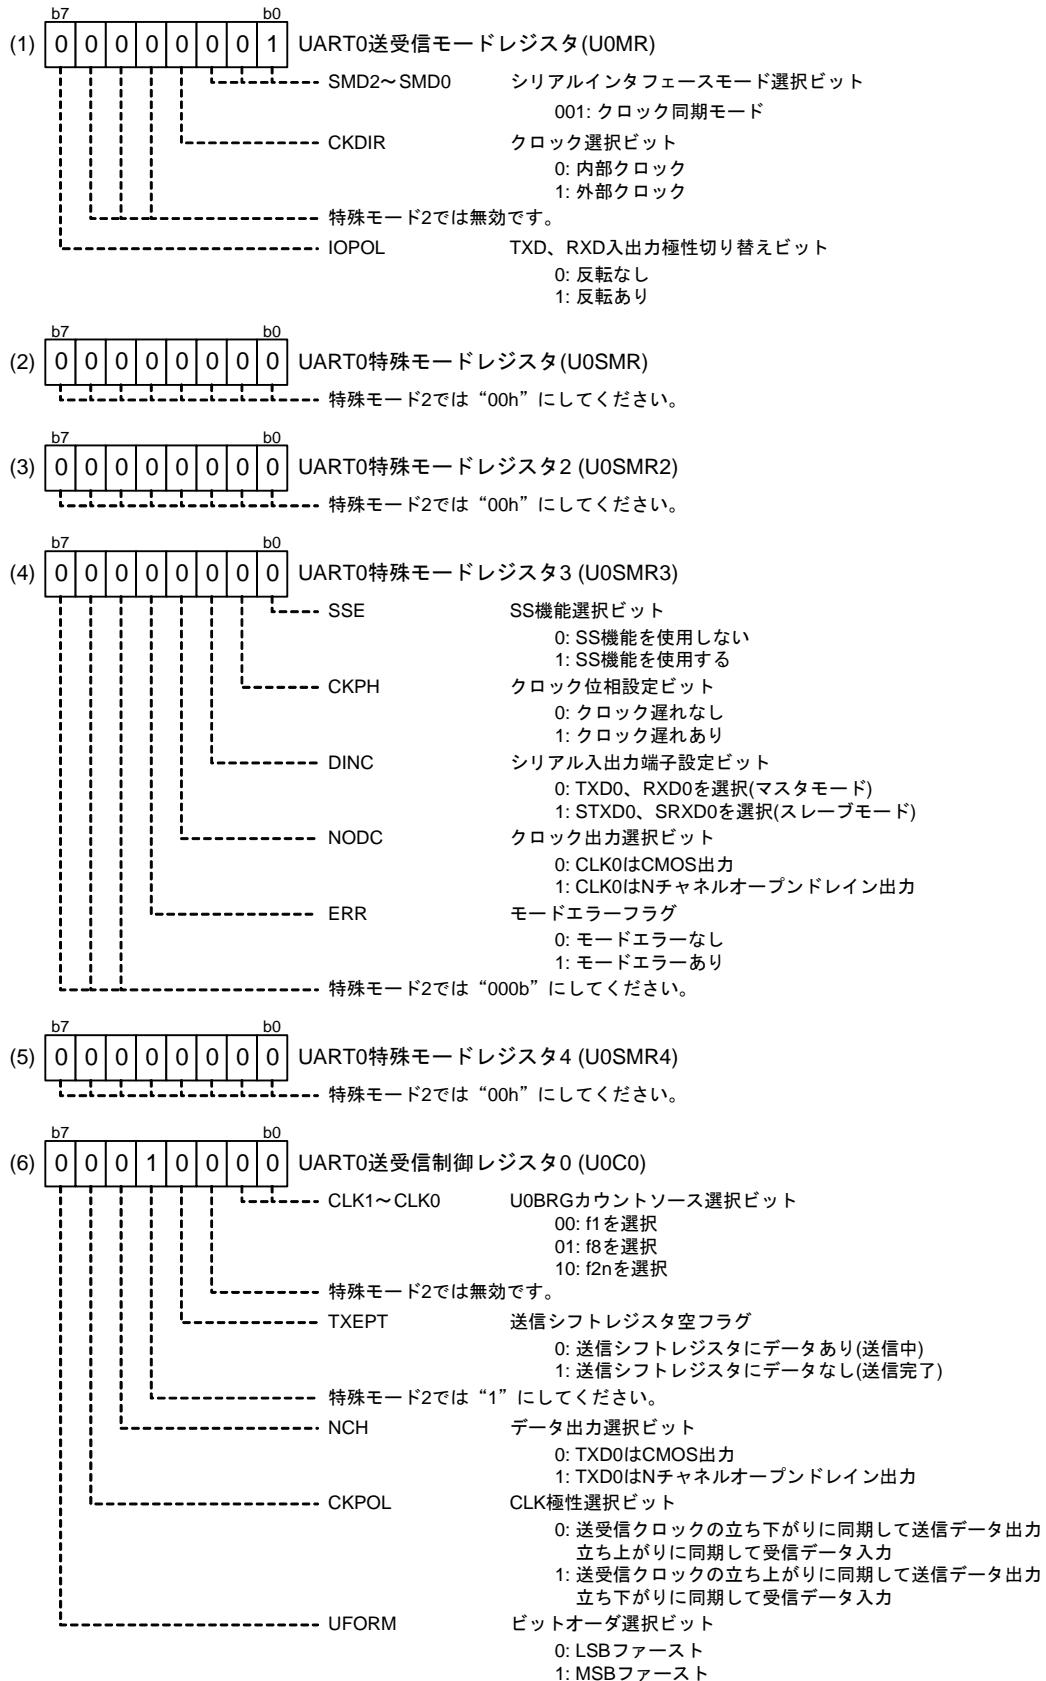 b7 b0
(1) 0 0 0 0 0 0 0 1 UART0送受信モードレジスタ(U0MR)
SMD2～SMD0 シリアルインタフェースモード選択ビット
001: クロック同期モード
CKDIR クロック選択ビット
0: 内部クロック
1: 外部クロック
特殊モード2では無効です。
IOPOL TXD、RXD入出力極性切り替えビット
0: 反転なし
1: 反転あり
b7 b0
(2) 0 0 0 0 0 0 0 0 UART0特殊モードレジスタ(U0SMR)
特殊モード2では“00h”にしてください。
b7 b0
(3) 0 0 0 0 0 0 0 0 UART0特殊モードレジスタ2 (U0SMR2)
特殊モード2では“00h”にしてください。
b7 b0
(4) 0 0 0 0 0 0 0 0 UART0特殊モードレジスタ3 (U0SMR3)
SSE SS機能選択ビット
0: SS機能を使用しない
1: SS機能を使用する
CKPH クロック位相設定ビット
0: クロック遅れなし
1: クロック遅れあり
DINC シリアル入出力端子設定ビット
0: TXD0、RXD0を選択(マスタモード)
1: STXD0、SRXD0を選択(スレーブモード)
NODC クロック出力選択ビット
0: CLK0はCMOS出力
1: CLK0はNチャネルオープンドレイン出力
ERR モードエラーフラグ
0: モードエラーなし
1: モードエラーあり
特殊モード2では“000b”にしてください。
b7 b0
(5) 0 0 0 0 0 0 0 0 UART0特殊モードレジスタ4 (U0SMR4)
特殊モード2では“00h”にしてください。
b7 b0
(6) 0 0 0 1 0 0 0 0 UART0送受信制御レジスタ0 (U0C0)
CLK1～CLK0 U0BRGカウントソース選択ビット
00: f1を選択
01: f8を選択
10: f2nを選択
特殊モード2では無効です。
TXEPT 送信シフトレジスタ空フラグ
0: 送信シフトレジスタにデータあり(送信中)
1: 送信シフトレジスタにデータなし(送信完了)
特殊モード2では“1”にしてください。
NCH データ出力選択ビット
0: TXD0はCMOS出力
1: TXD0はNチャネルオープンドレイン出力
CKPOL CLK極性選択ビット
0: 送受信クロックの立ち下がりに同期して送信データ出力
立ち上がりに同期して受信データ入力
1: 送受信クロックの立ち上がりに同期して送信データ出力
立ち下がりに同期して受信データ入力
UFORM ビットオーダ選択ビット
0: LSBファースト
1: MSBファースト